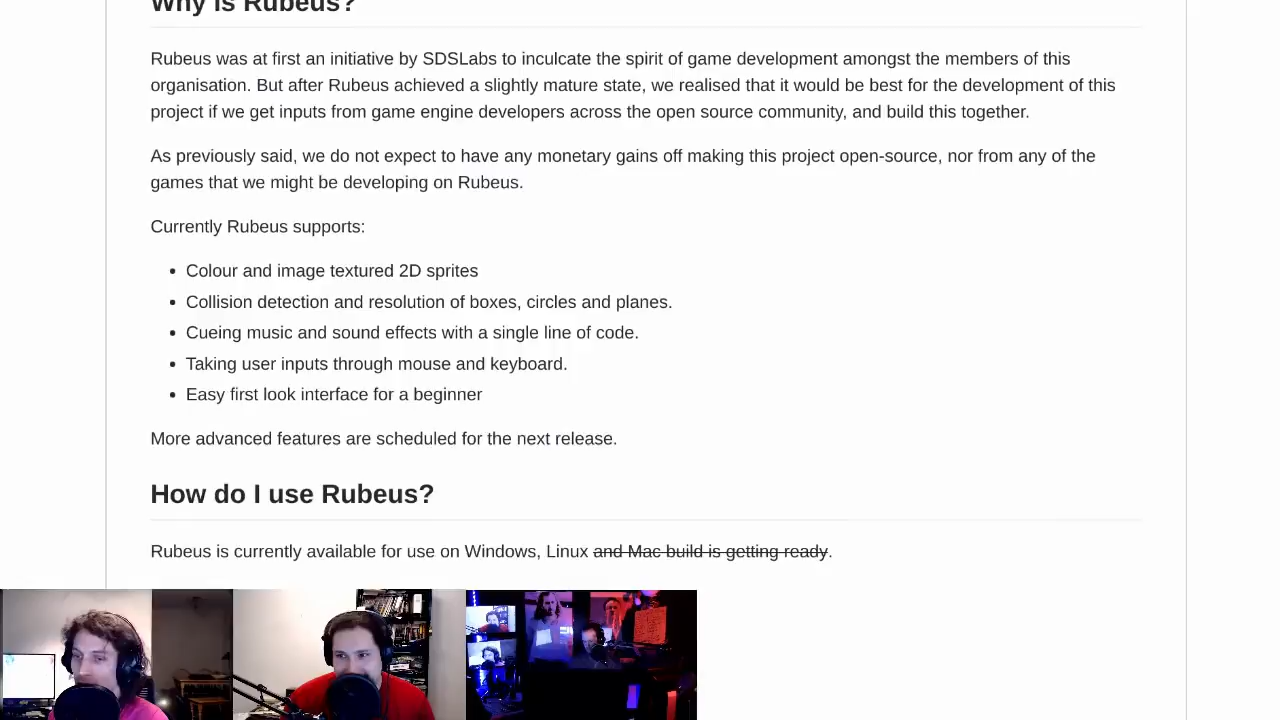 Why is Rubeus?
Rubeus was at first an initiative by SDSLabs to inculcate the spirit of game development amongst the members of this
organisation. But after Rubeus achieved a slightly mature state, we realised that it would be best for the development of this
project if we get inputs from game engine developers across the open source community, and build this together.
As previously said, we do not expect to have any monetary gains off making this project open-source, nor from any of the
games that we might be developing on Rubeus.
Currently Rubeus supports:
• Colour and image textured 2D sprites
• Collision detection and resolution of boxes, circles and planes.
• Cueing music and sound effects with a single line of code.
• Taking user inputs through mouse and keyboard.
• Easy first look interface for a beginner
More advanced features are scheduled for the next release.
How do I use Rubeus?
Rubeus is currently available for use on Windows, Linux and Mac build is getting ready.